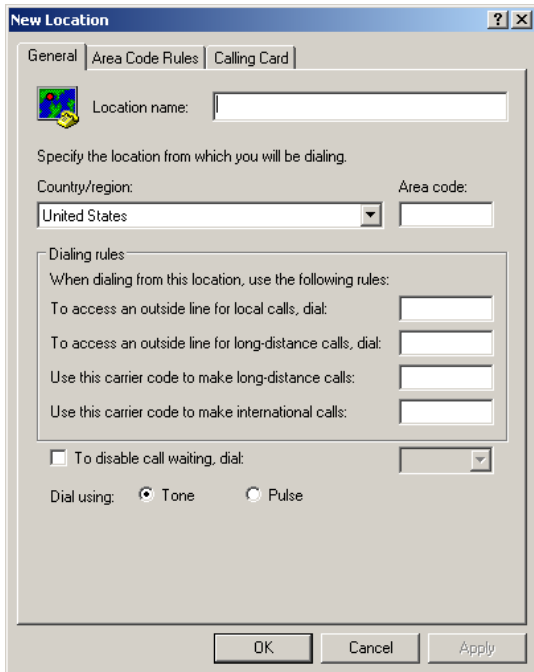 New Location
General Area Code Rules Calling Card
Location name:
Specify the location from which you will be dialing.
Country/region: Area code:
United States
Dialing rules
When dialing from this location, use the following rules:
To access an outside line for local calls, dial:
To access an outside line for long-distance calls, dial:
Use this carrier code to make long-distance calls:
Use this carrier code to make international calls:
To disable call waiting, dial:
Dial using: Tone Pulse
OK Cancel Apply